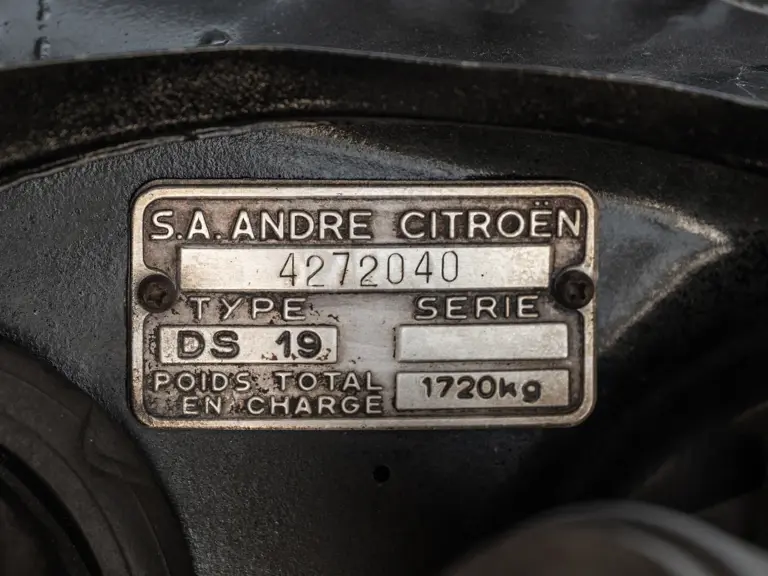 S.A. ANDRE CITROËN
4272040
TYPE SERIE
DS 19
POIDS TOTAL
EN CHARGE 1720kg